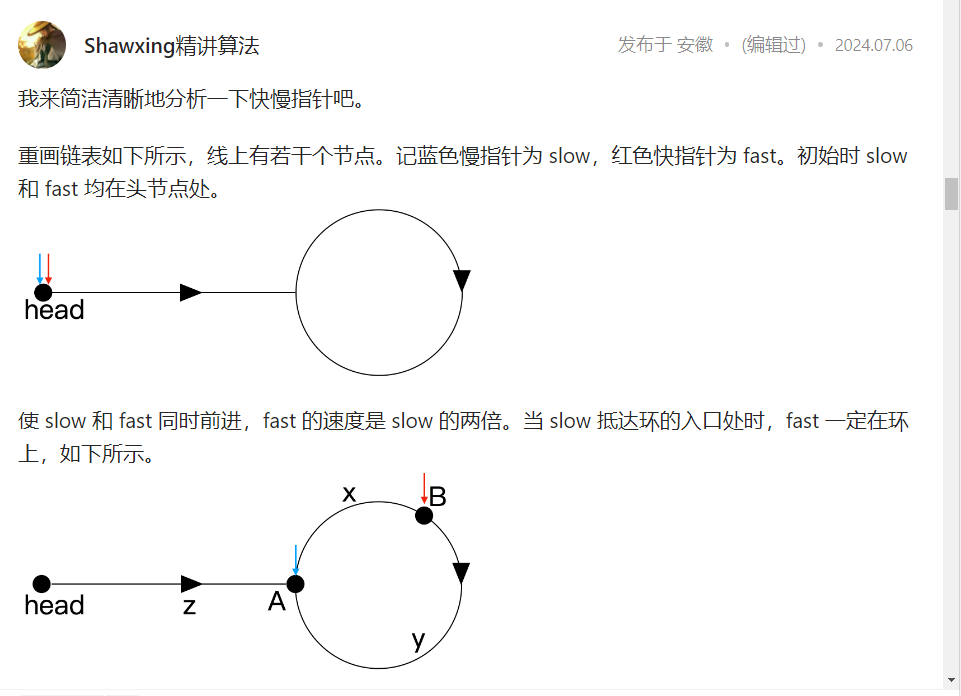 Shawxing精讲算法
发布于 安徽 • (编辑过) • 2024.07.06
我来简洁清晰地分析一下快慢指针吧。
重画链表如下所示，线上有若干个节点。记蓝色慢指针为 slow，红色快指针为 fast。初始时 slow
和 fast 均在头节点处。
head
使 slow 和 fast 同时前进，fast 的速度是 slow 的两倍。当 slow 抵达环的入口处时，fast 一定在环
上，如下所示。
x
B
head
z
A
y